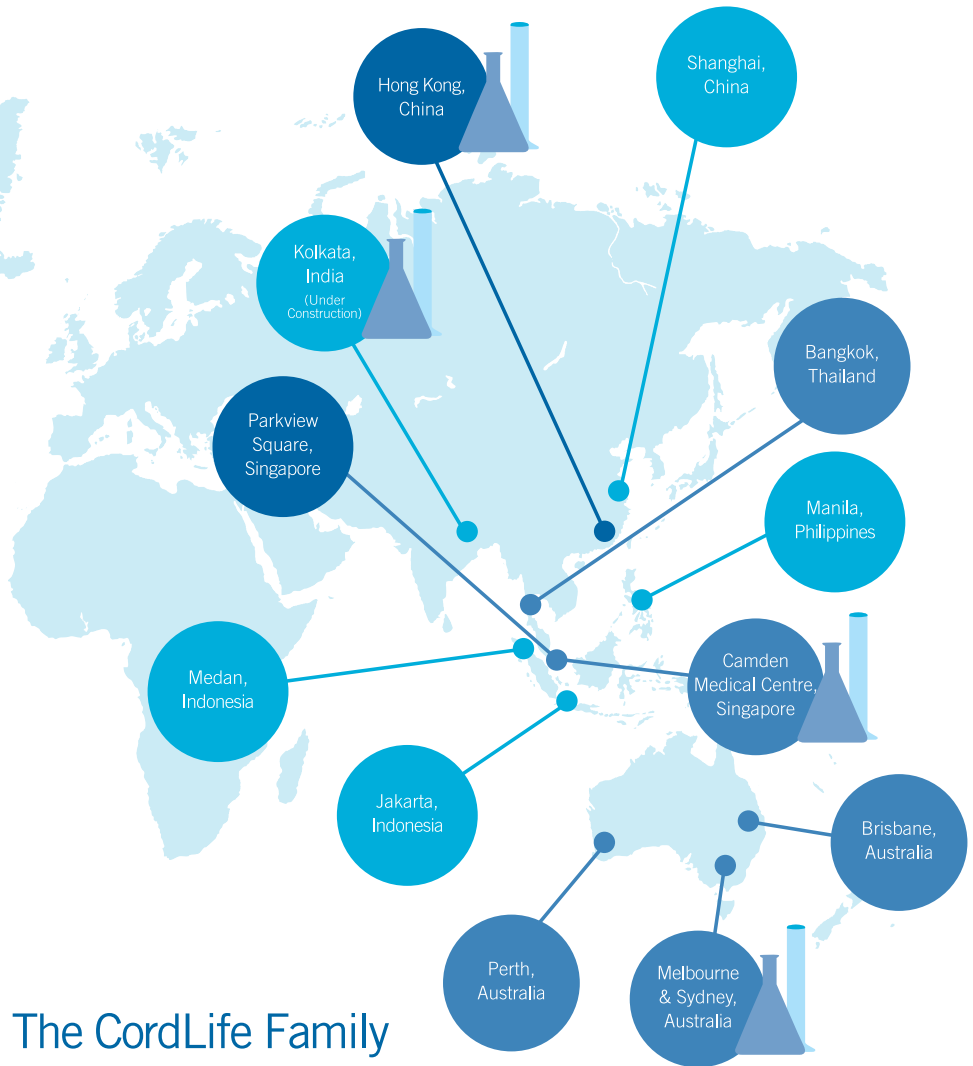 Hong Kong,
China
Shanghai,
China
Kolkata,
India
(Under
Construction)
Bangkok,
Thailand
Parkview
Square,
Singapore
Manila,
Philippines
Medan,
Indonesia
Camden
Medical Centre,
Singapore
Jakarta,
Indonesia
Brisbane,
Australia
Perth,
Australia
Melbourne
& Sydney,
Australia
The CordLife Family